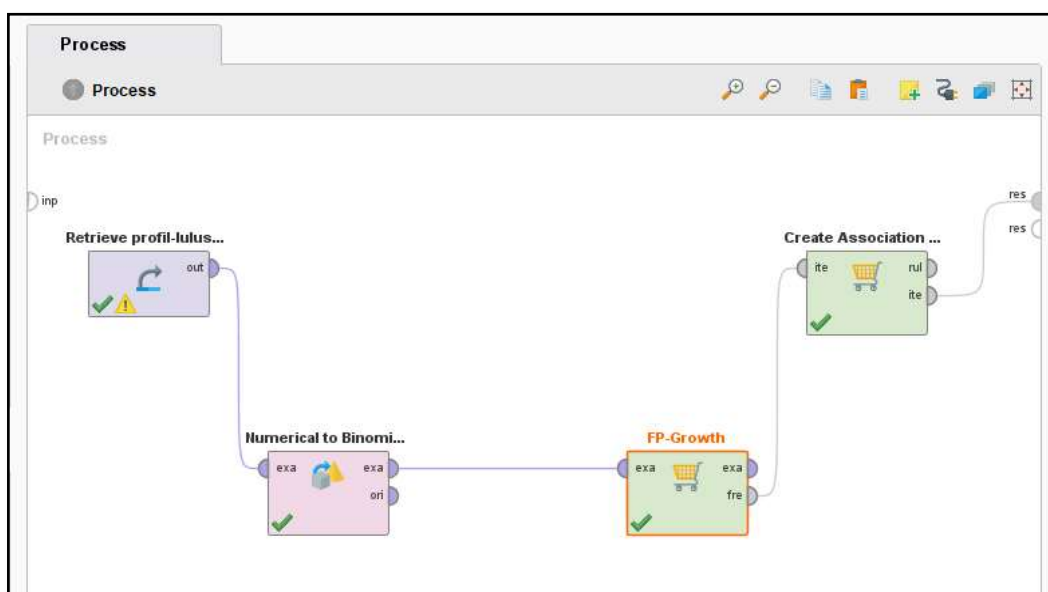 Process
Process
Process
inp
res
res
Retrieve profil-lulus...
out
Create Association ...
ite
rul
ite
Numerical to Binomi...
exa
exa
ori
FP-Growth
exa
exa
fre